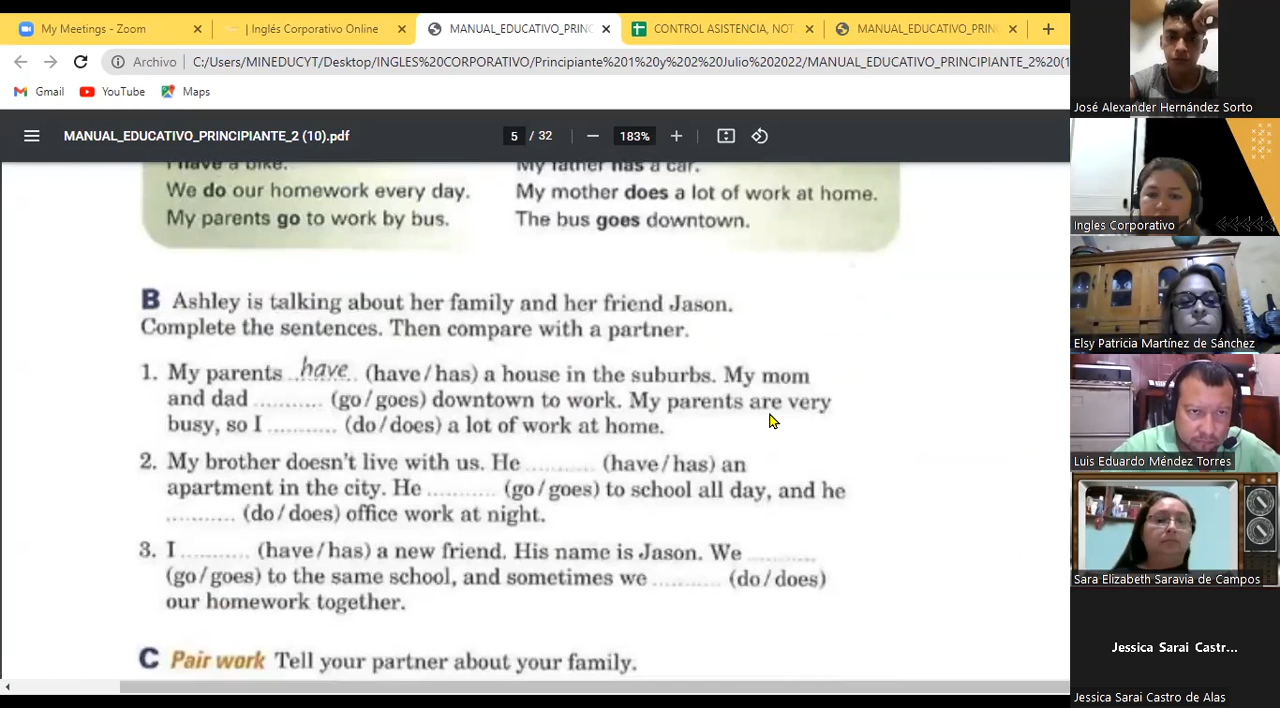 My Meetings - Zoom
| Inglés Corporativo Online
MANUAL_EDUCATIVO_PRINC
CONTROL ASISTENCIA, NOT
MANUAL_EDUCATIVO_PRIN
Archivo
C:/Users/MINEDUCYT/Desktop/INGLES%20CORPORATIVO/Principiante%201%20y%202%20Julio%202022/MANUAL_EDUCATIVO_PRINCIPIANTE_2%20(1
Gmail
YouTube
Maps
MANUAL_EDUCATIVO_PRINCIPIANTE_2 (10).pdf
5 / 32
183%
I have a bike.
My father has a car.
We do our homework every day.
My mother does a lot of work at home.
My parents go to work by bus.
The bus goes downtown.
B Ashley is talking about her family and her friend Jason.
Complete the sentences. Then compare with a partner.
1. My parents have (have/has) a house in the suburbs. My mom
and dad .......... (go/goes) downtown to work. My parents are very
busy, so I .......... (do/does) a lot of work at home.
2. My brother doesn't live with us. He .......... (have/has) an
apartment in the city. He .......... (go/goes) to school all day, and he
.......... (do/does) office work at night.
3. I .......... (have/has) a new friend. His name is Jason. We ..........
(go/goes) to the same school, and sometimes we .......... (do/does)
our homework together.
C Pair work Tell your partner about your family.
José Alexander Hernández Sorto
Ingles Corporativo
Elsy Patricia Martínez de Sánchez
Luis Eduardo Méndez Torres
Sara Elizabeth Saravia de Campos
Jessica Sarai Castr...
Jessica Sarai Castro de Alas